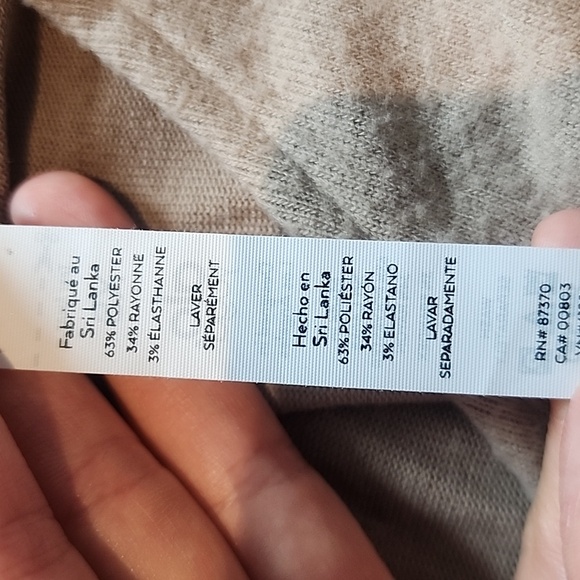 Fabriqué au
Sri Lanka
63% POLYESTER
34% RAYONNE
3% ÉLASTHANNE
LAVER
SÉPARÉMENT
Hecho en
Sri Lanka
63% POLIÉSTER
34% RAYÓN
3% ELASTANO
LAVAR
SEPARADAMENTE
RN# 87370
CA# 00803